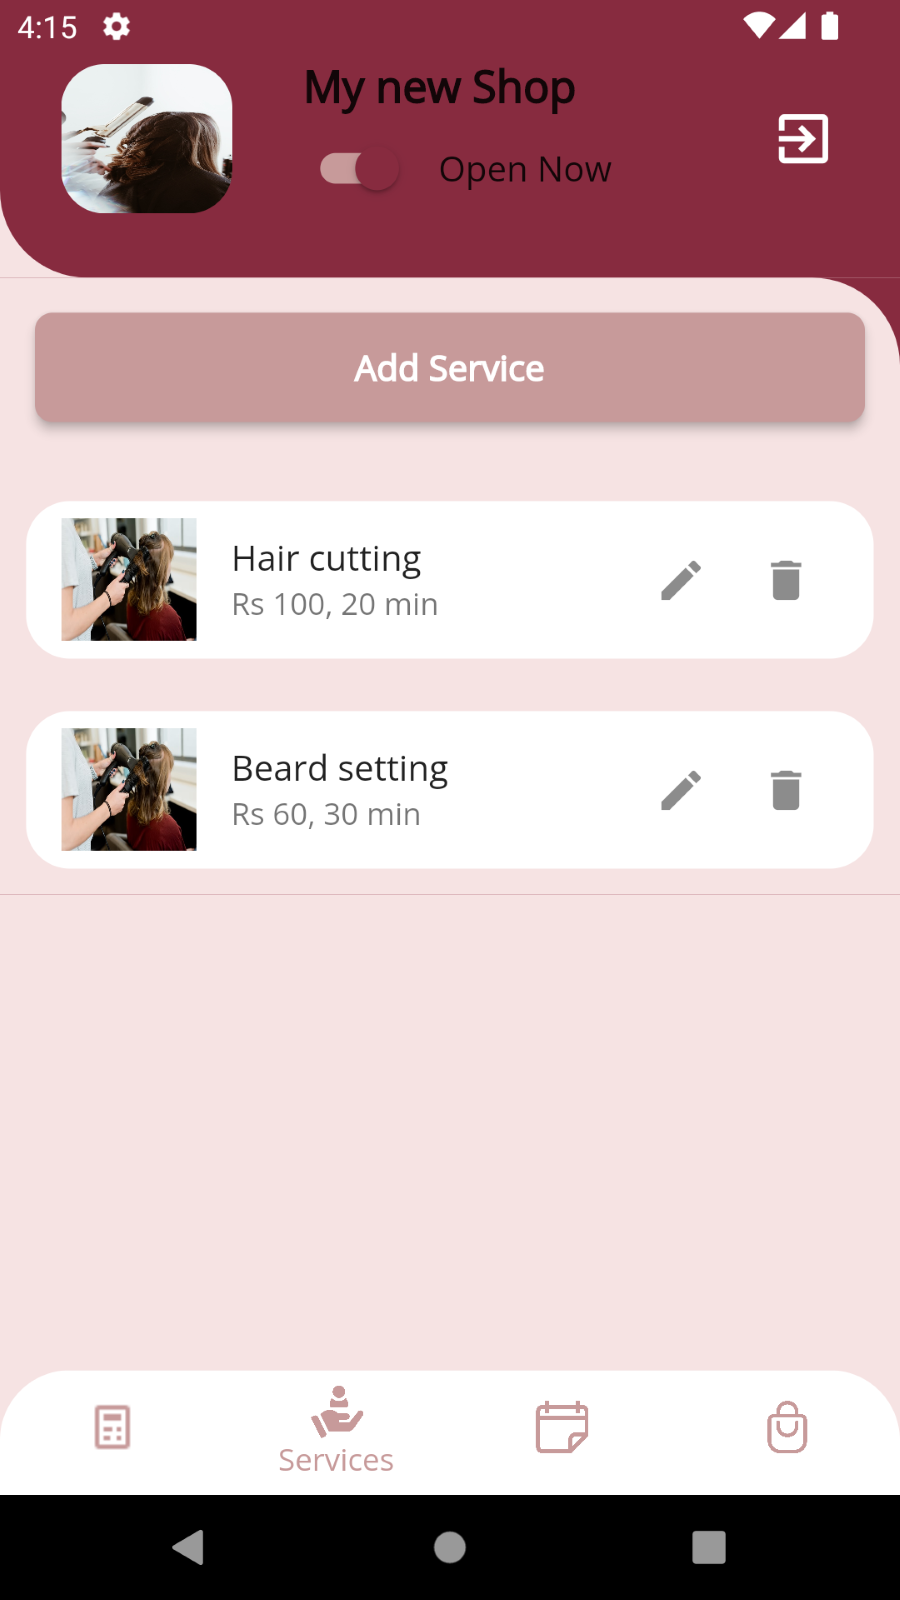 4:15
My new Shop
Open Now
Add Service
Hair cutting
Rs 100, 20 min
Beard setting
Rs 60, 30 min
Services